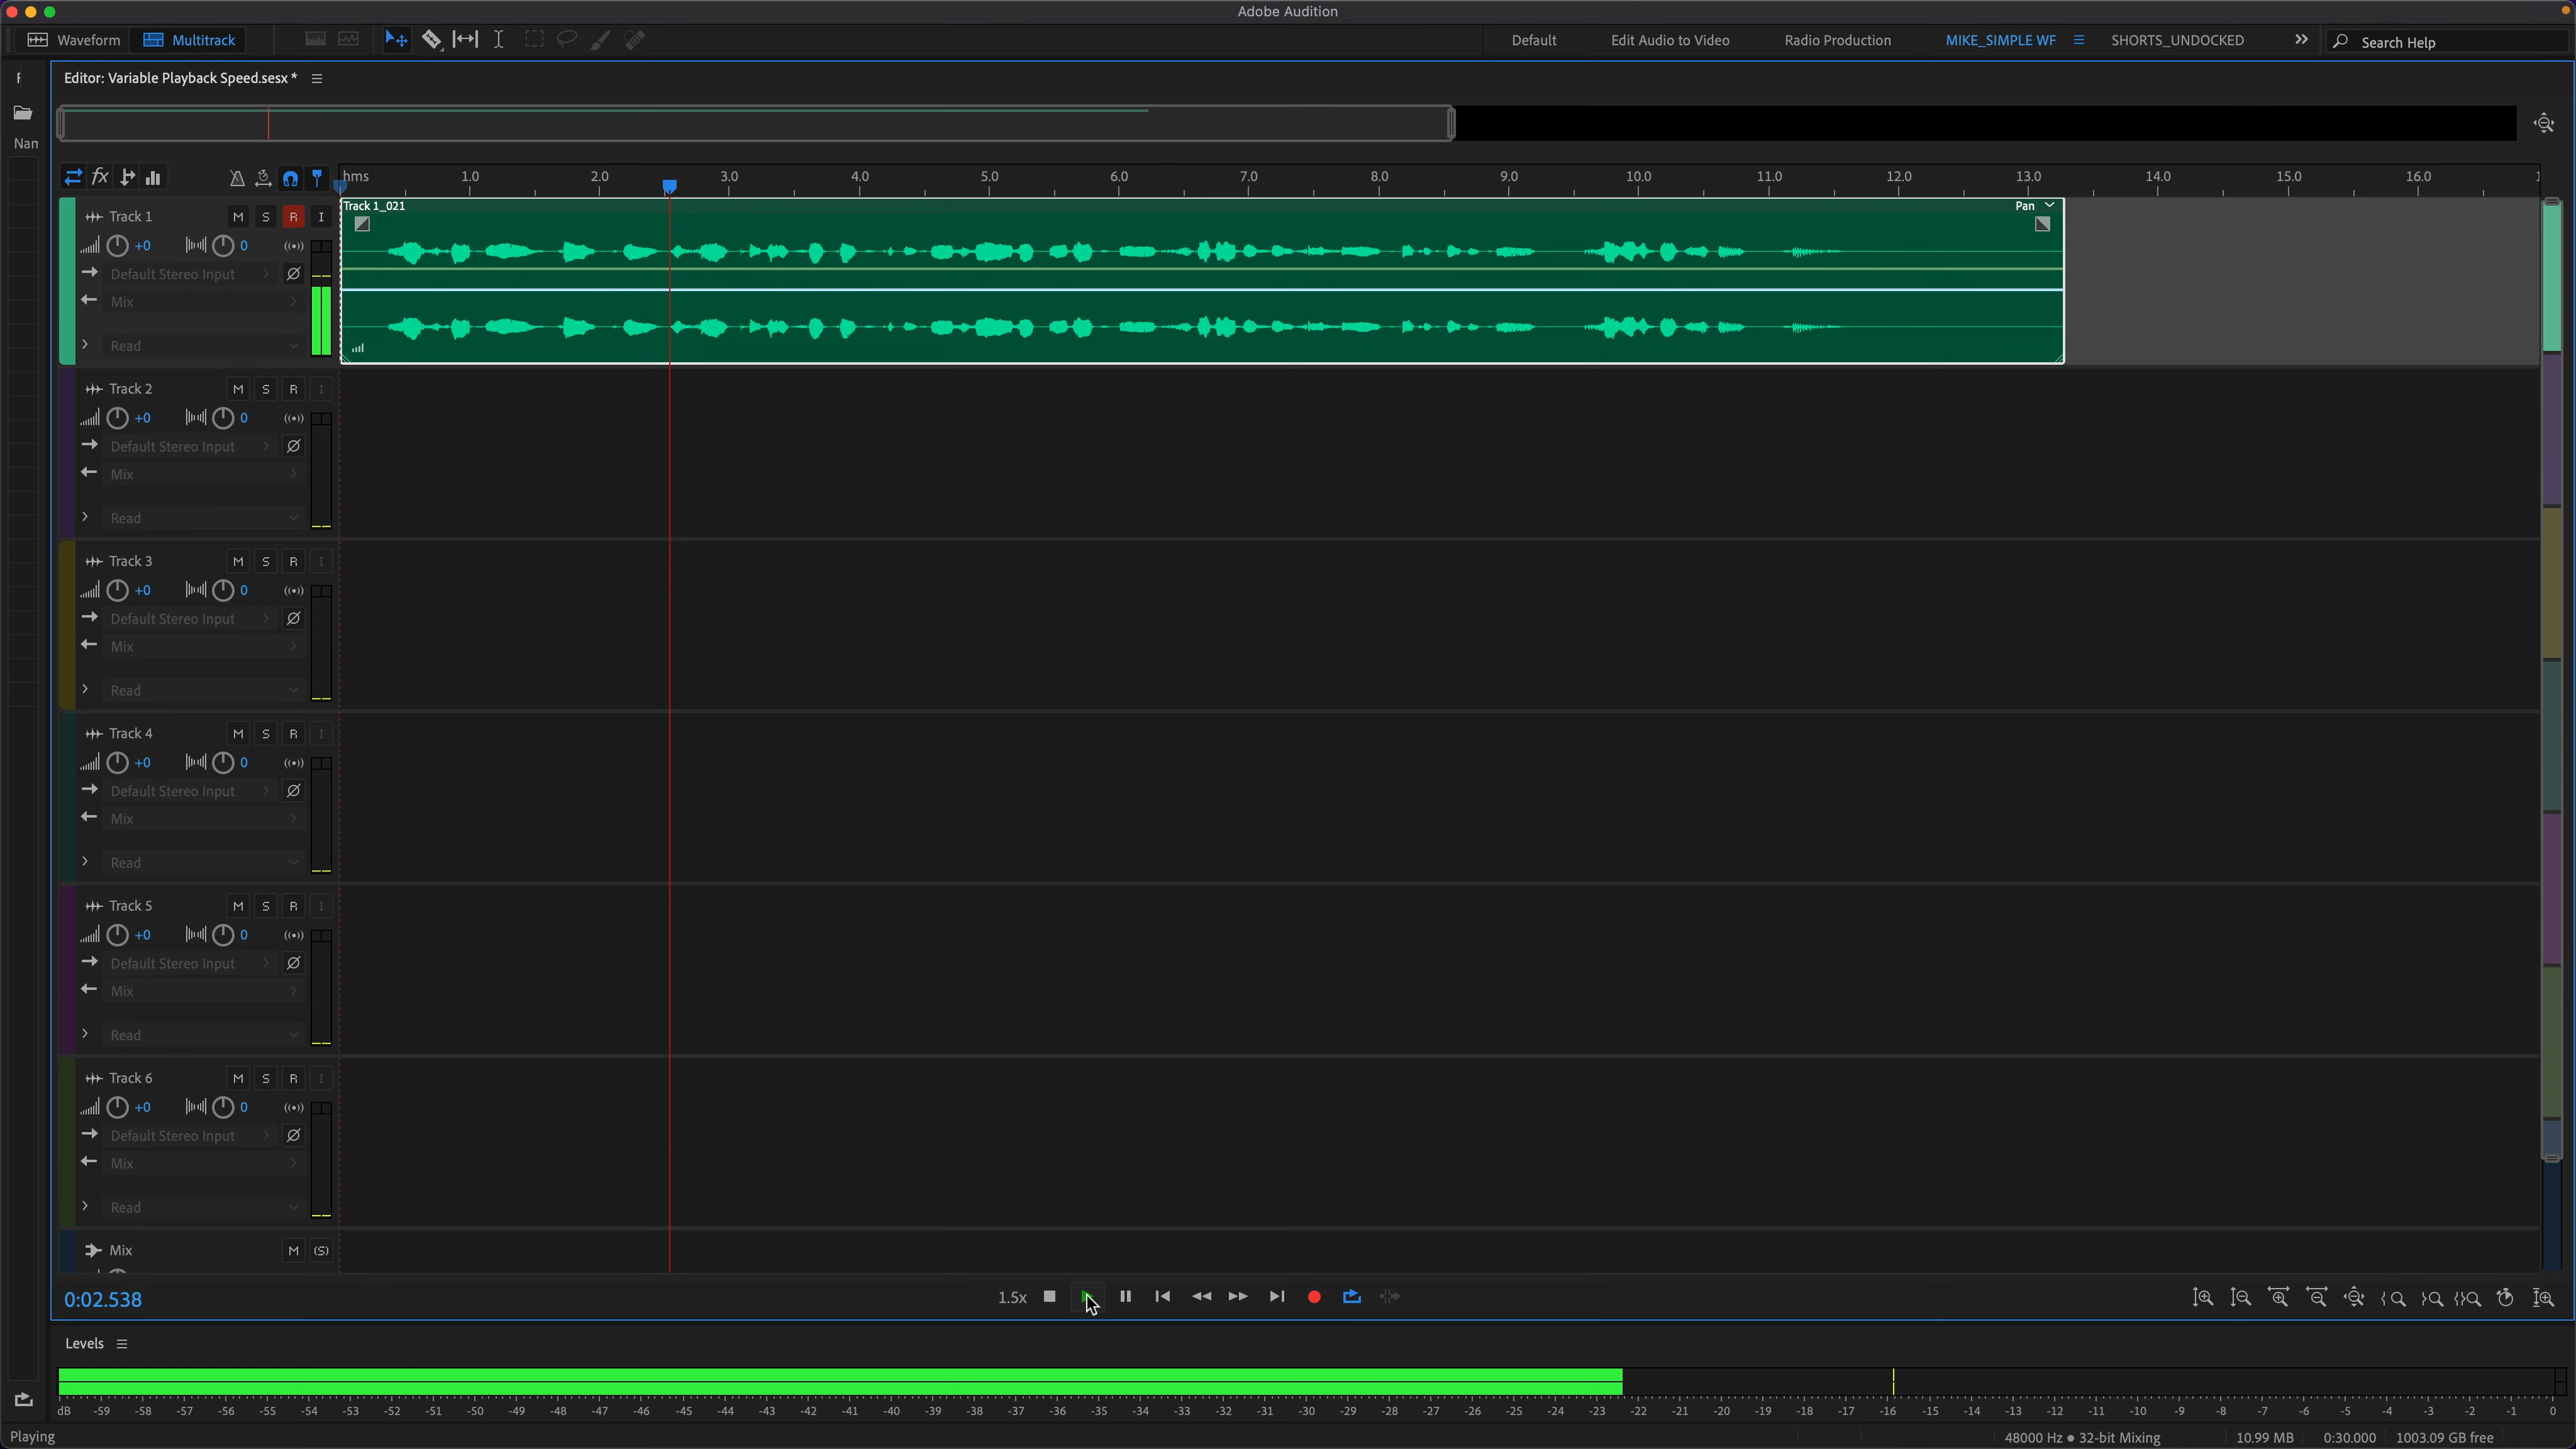 Adobe Audition
Waveform Multitrack Default Edit Audio to Video Radio Production MIKE_SIMPLE WF SHORTS_UNDOCKED Search Help
Editor: Variable Playback Speed.sesx *
Nam
fx hms 1.0 2.0 3.0 4.0 5.0 6.0 7.0 8.0 9.0 10.0 11.0 12.0 13.0 14.0 15.0 16.0
Track 1_021 Pan
Track 1 M S R I
+0 0
Default Stereo Input
Mix
Read
Track 2 M S R I
+0 0
Default Stereo Input
Mix
Read
Track 3 M S R I
+0 0
Default Stereo Input
Mix
Read
Track 4 M S R I
+0 0
Default Stereo Input
Mix
Read
Track 5 M S R I
+0 0
Default Stereo Input
Mix
Read
Track 6 M S R I
+0 0
Default Stereo Input
Mix
Read
Mix M (S)
0:02.538 1.5x
Levels
dB -59 -58 -57 -56 -55 -54 -53 -52 -51 -50 -49 -48 -47 -46 -45 -44 -43 -42 -41 -40 -39 -38 -37 -36 -35 -34 -33 -32 -31 -30 -29 -28 -27 -26 -25 -24 -23 -22 -21 -20 -19 -18 -17 -16 -15 -14 -13 -12 -11 -10 -9 -8 -7 -6 -5 -4 -3 -2 -1 0
Playing 48000 Hz ● 32-bit Mixing 10.99 MB 0:30.000 1003.09 GB free